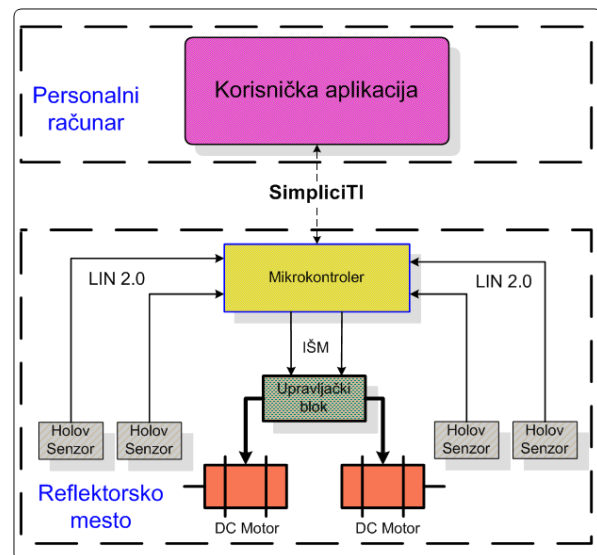 Korisnička aplikacija
Personalni
računar
SimpliciTI
Mikrokontroler
LIN 2.0
LIN 2.0
IŠM
Upravljački
blok
Holov
Senzor
Holov
Senzor
Holov
Senzor
Holov
Senzor
Reflektorsko
mesto
DC Motor
DC Motor